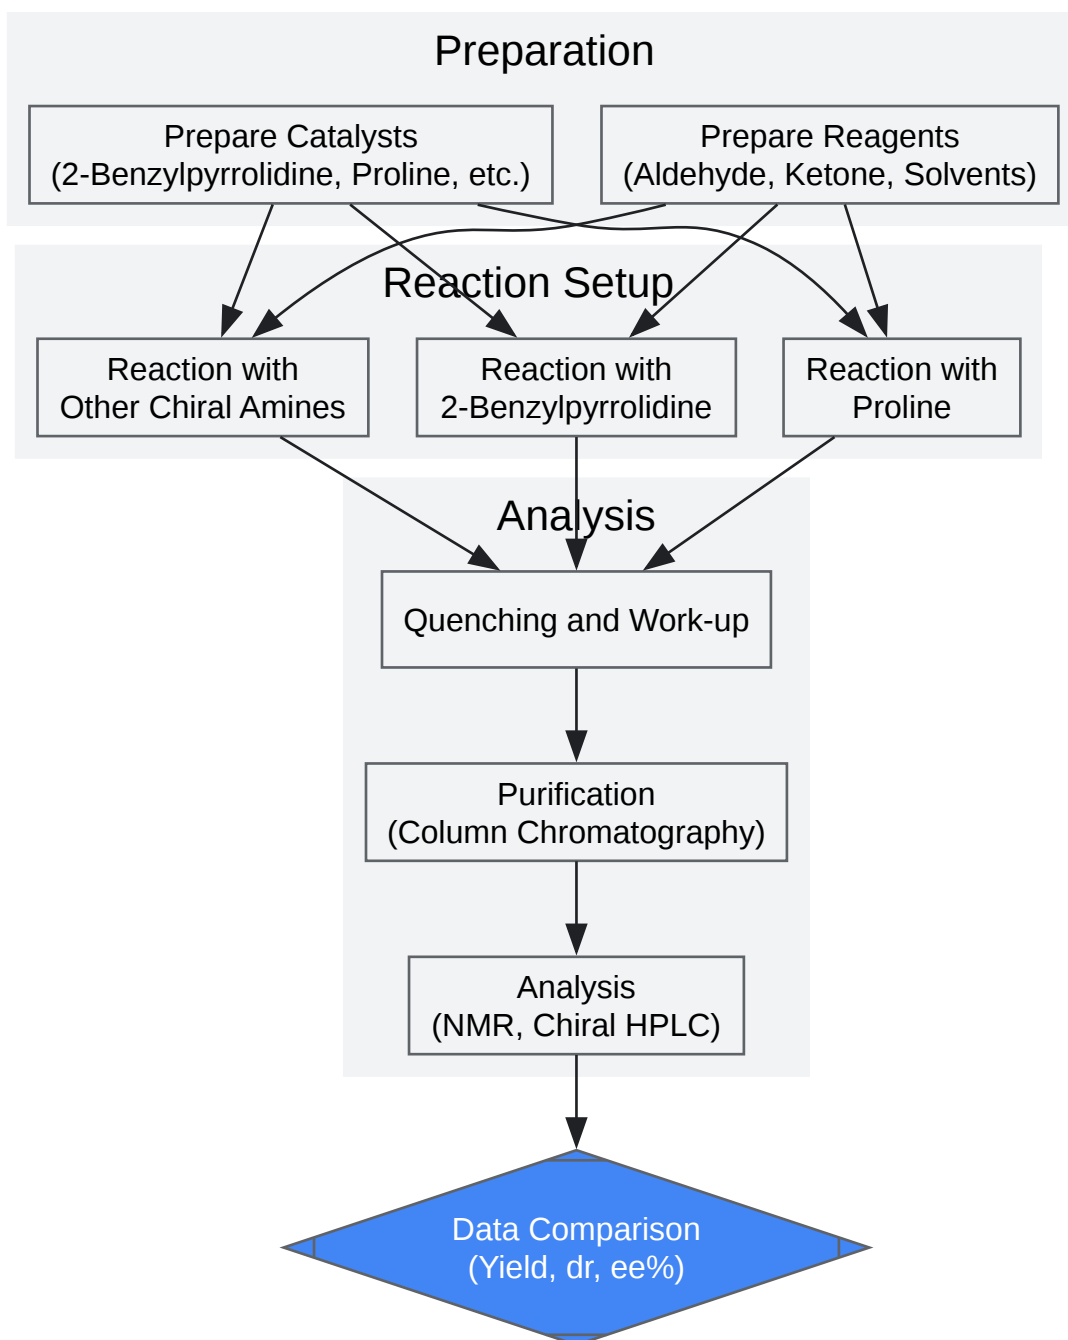 Preparation
Prepare Catalysts
(2-Benzylpyrrolidine, Proline, etc.)
Prepare Reagents
(Aldehyde, Ketone, Solvents)
Reaction Setup
Reaction with
Other Chiral Amines
Reaction with
2-Benzylpyrrolidine
Reaction with
Proline
Analysis
Quenching and Work-up
Purification
(Column Chromatography)
Analysis
(NMR, Chiral HPLC)
Data Comparison
(Yield, dr, ee%)